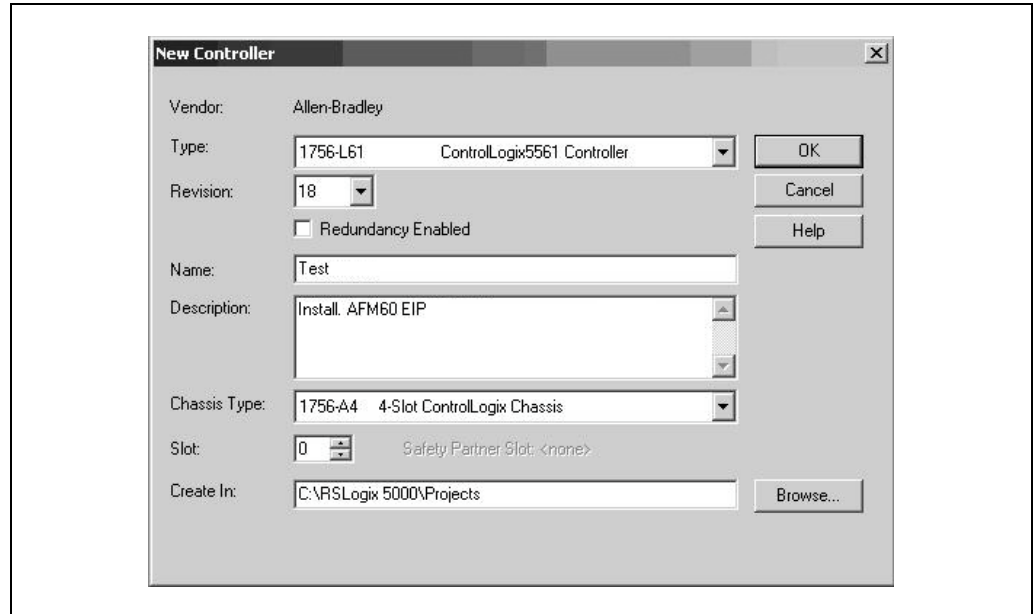 New Controller
Vendor: Allen-Bradley
Type: 1756-L61 ControlLogix5561 Controller OK
Revision: 18 Cancel
Redundancy Enabled Help
Name: Test
Description: Install. AFM60 EIP
Chassis Type: 1756-A4 4-Slot ControlLogix Chassis
Slot: 0 Safety Partner Slot: <none>
Create In: C:\RSLogix 5000\Projects Browse...